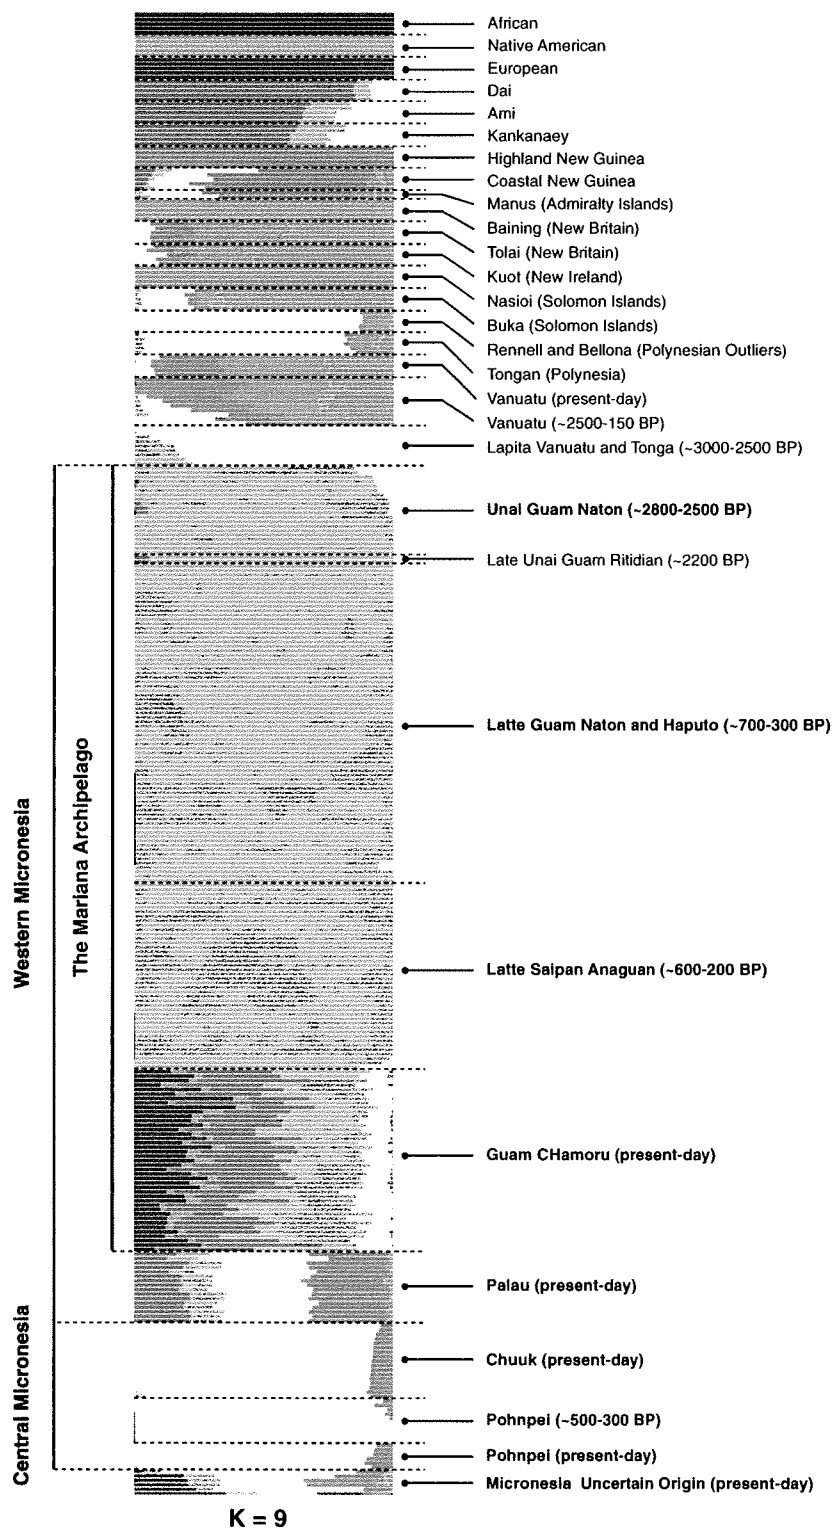 African
Native American
European
Dai
Ami
Kankanaey
Highland New Guinea
Coastal New Guinea
Manus (Admiralty Islands)
Baining (New Britain)
Tolai (New Britain)
Kuot (New Ireland)
Nasioi (Solomon Islands)
Buka (Solomon Islands)
Rennell and Bellona (Polynesian Outliers)
Tongan (Polynesia)
Vanuatu (present-day)
Vanuatu (~2500-150 BP)
Lapita Vanuatu and Tonga (~3000-2500 BP)
Unai Guam Naton (~2800-2500 BP)
Late Unai Guam Ritidian (~2200 BP)
Latte Guam Naton and Haputo (~700-300 BP)
Latte Saipan Anaguan (~600-200 BP)
Guam CHamoru (present-day)
Palau (present-day)
Chuuk (present-day)
Pohnpei (~500-300 BP)
Pohnpei (present-day)
Micronesia Uncertain Origin (present-day)
Western Micronesia
The Mariana Archipelago
Central Micronesia
K = 9